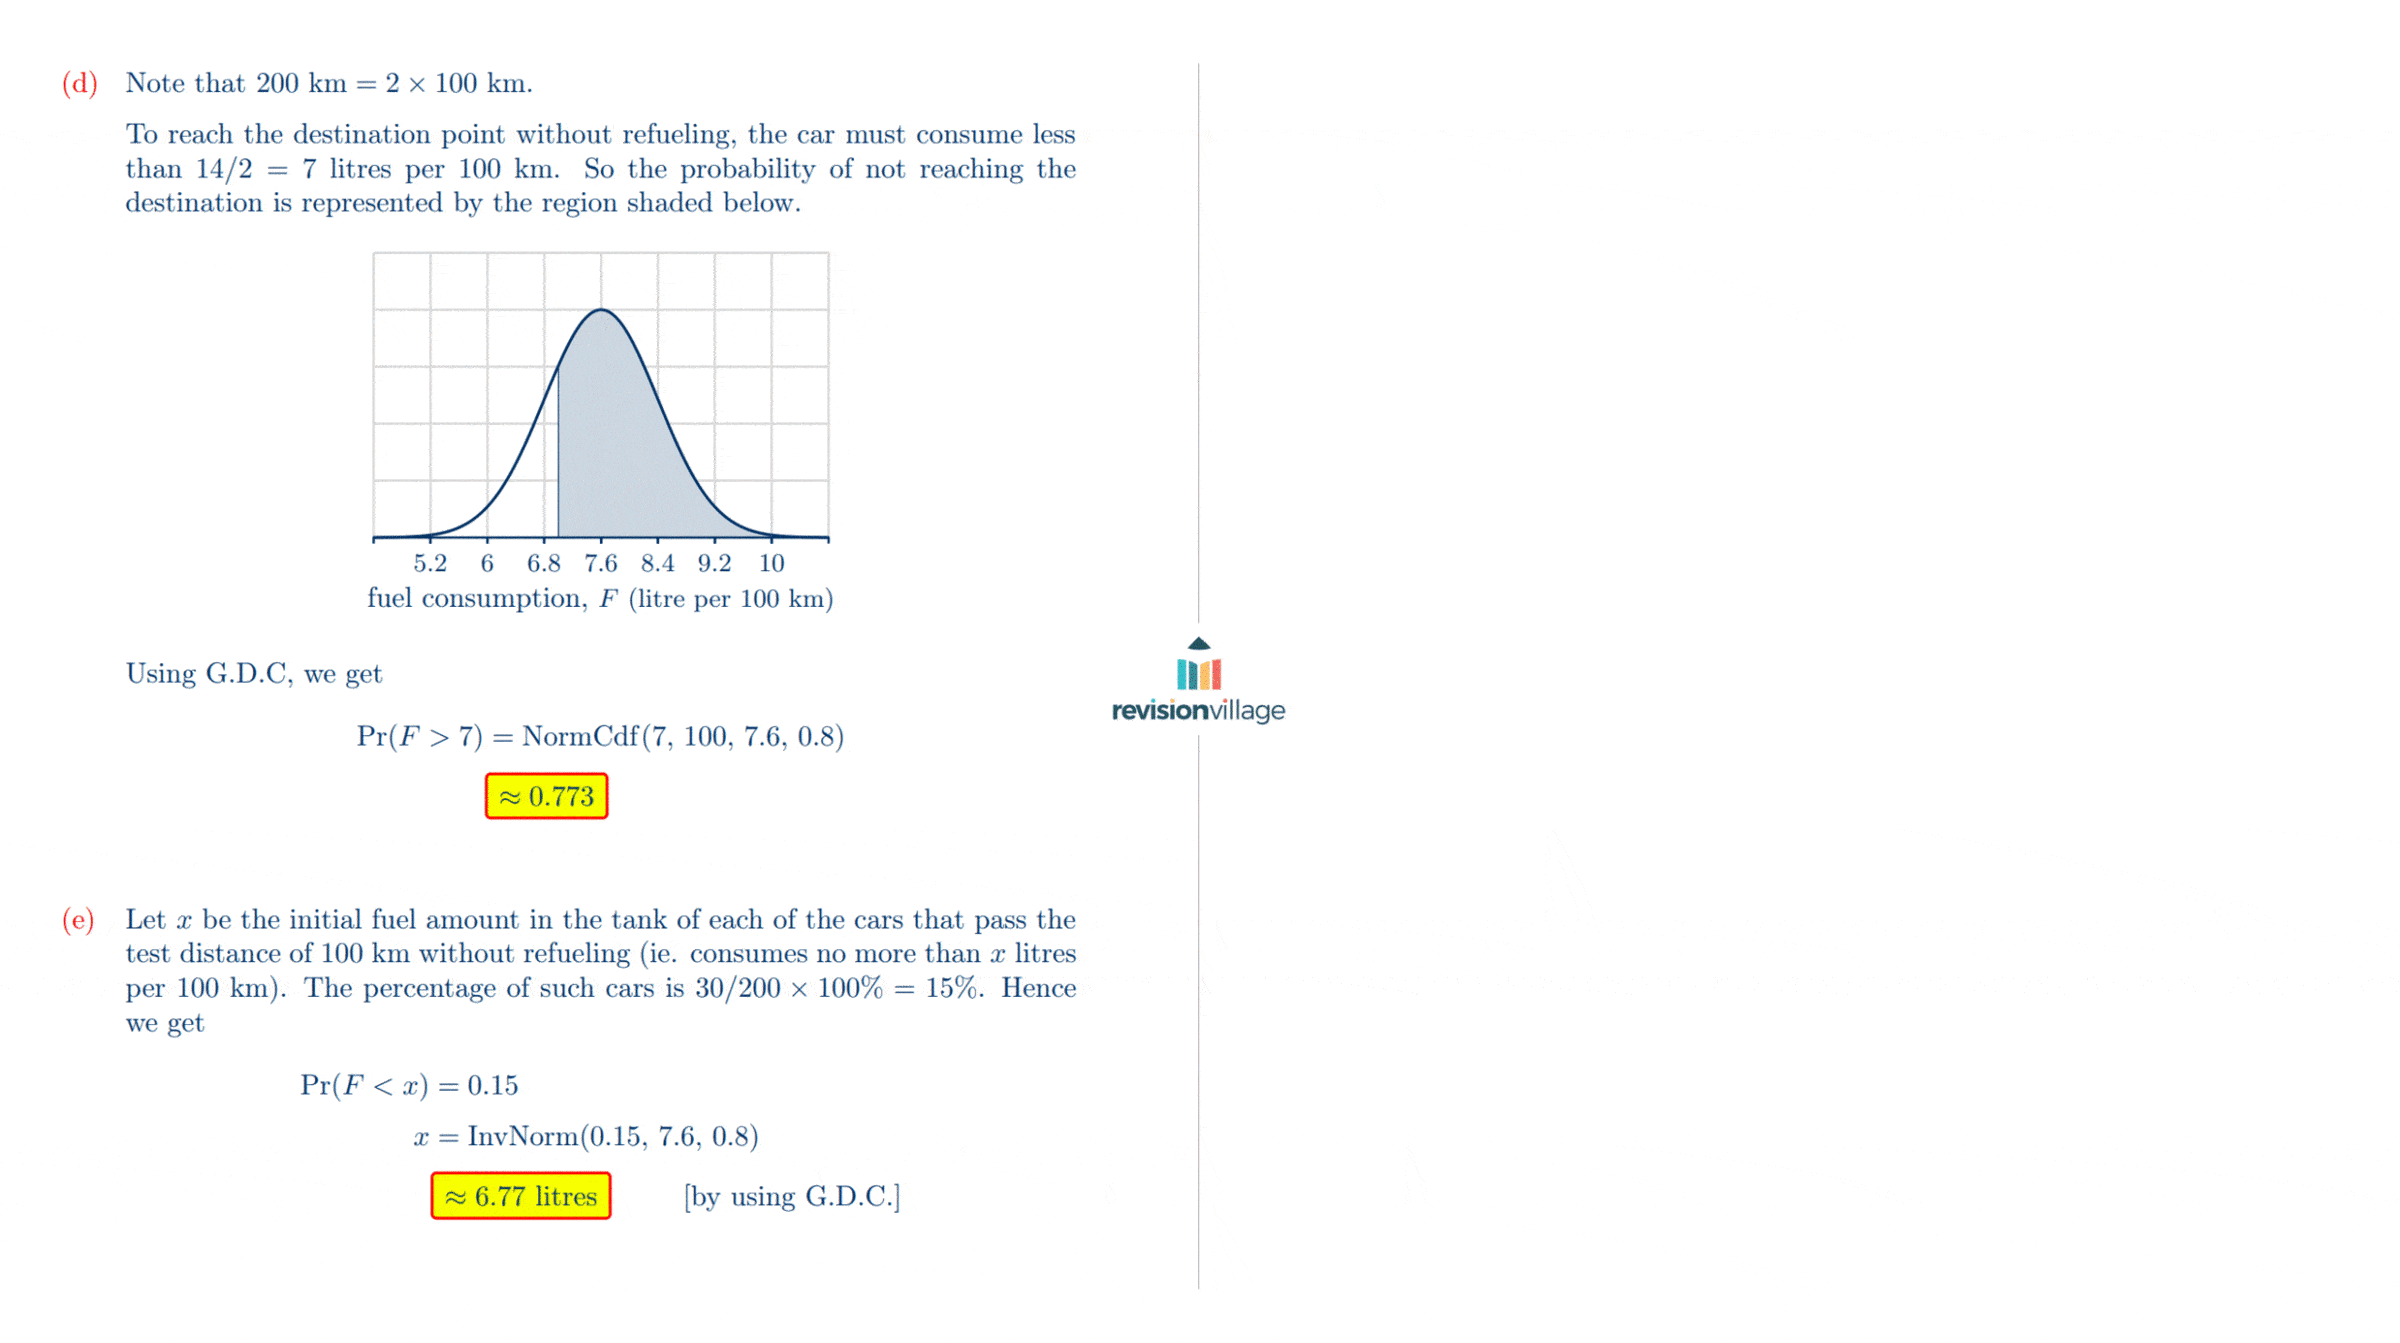 (d) Note that 200 km = 2 × 100 km.
To reach the destination point without refueling, the car must consume less
than 14/2 = 7 litres per 100 km. So the probability of not reaching the
destination is represented by the region shaded below.
5.2 6 6.8 7.6 8.4 9.2 10
fuel consumption, F (litre per 100 km)
Using G.D.C, we get
Pr(F > 7) = NormCdf(7, 100, 7.6, 0.8)
≈ 0.773
(e) Let x be the initial fuel amount in the tank of each of the cars that pass the
test distance of 100 km without refueling (ie. consumes no more than x litres
per 100 km). The percentage of such cars is 30/200 × 100% = 15%. Hence
we get
Pr(F < x) = 0.15
x = InvNorm(0.15, 7.6, 0.8)
≈ 6.77 litres [by using G.D.C.]
revisionvillage